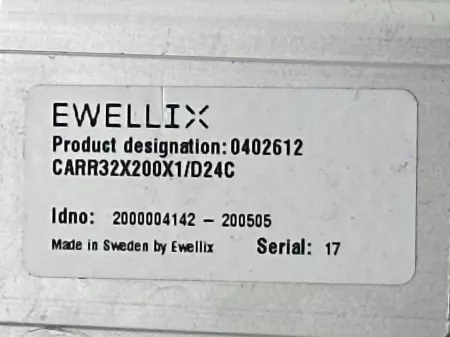 EWELLIX
Product designation: 0402612
CARR32X200X1/D24C
Idno: 2000004142 - 200505
Made in Sweden by Ewellix Serial: 17